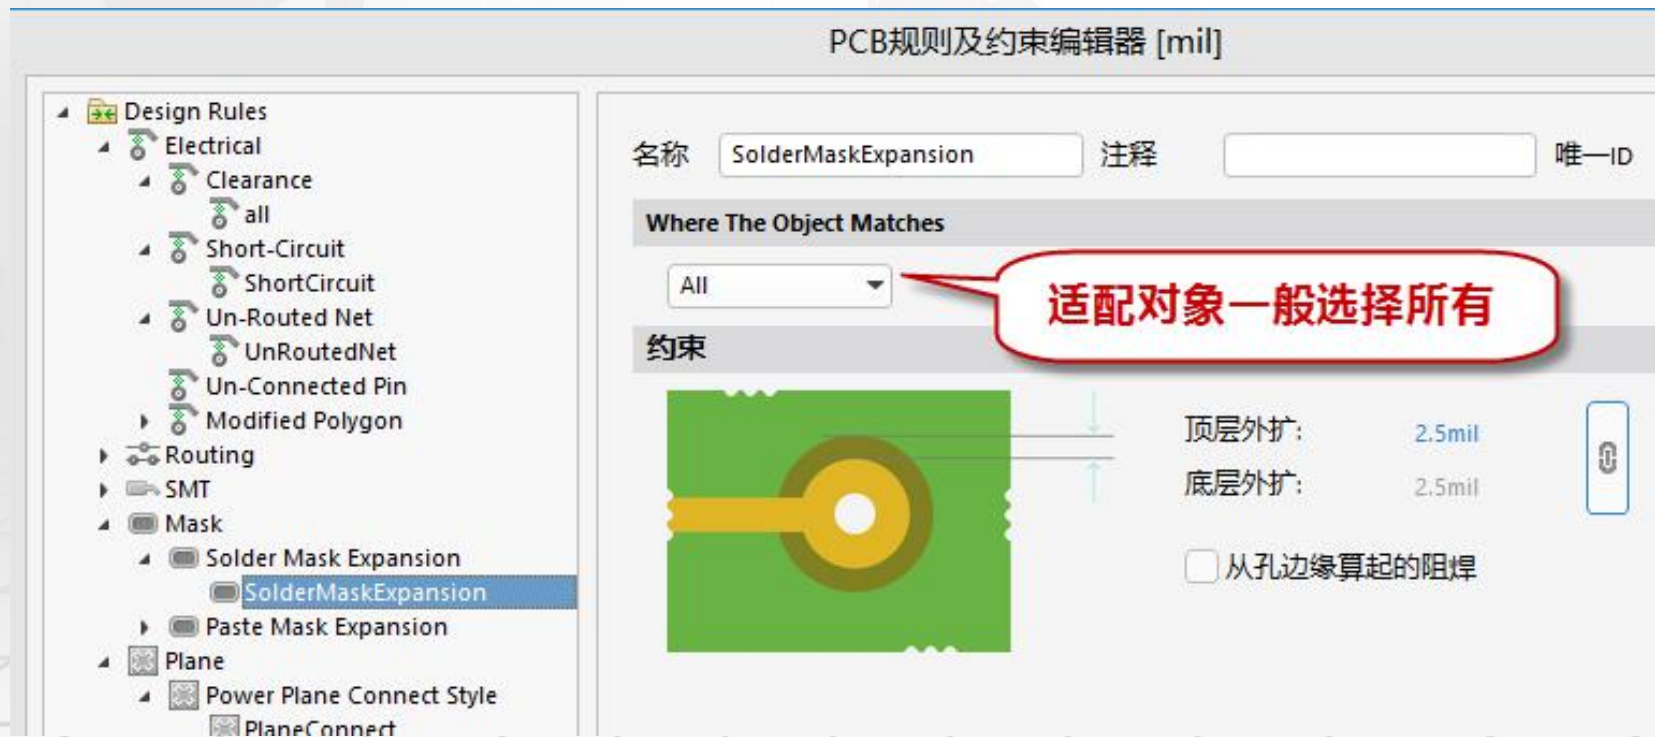 PCB规则及约束编辑器 [mil]
Design Rules
Electrical
Clearance
all
Short-Circuit
ShortCircuit
Un-Routed Net
UnRoutedNet
Un-Connected Pin
Modified Polygon
Routing
SMT
Mask
Solder Mask Expansion
SolderMaskExpansion
Paste Mask Expansion
Plane
Power Plane Connect Style
PlaneConnect
名称 SolderMaskExpansion 注释 唯一ID
Where The Object Matches
All
适配对象一般选择所有
约束
顶层外扩: 2.5mil
底层外扩: 2.5mil
从孔边缘算起的阻焊